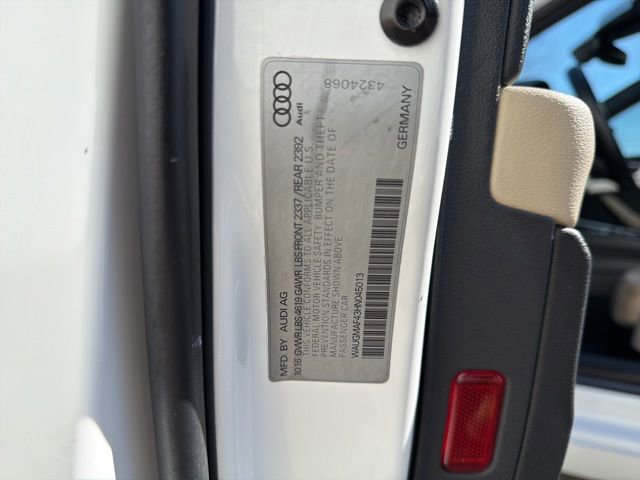 MFD. BY AUDI AG
10/16 GVWR LBS 4619 GAWR LBS FRONT 2337 / REAR 2392
THIS VEHICLE CONFORMS TO ALL APPLICABLE U.S.
FEDERAL MOTOR VEHICLE SAFETY, BUMPER AND THEFT
PREVENTION STANDARDS IN EFFECT ON THE DATE OF
MANUFACTURE SHOWN ABOVE
PASSENGER CAR
WAUGMAF43HN045013
Audi
GERMANY
4324068